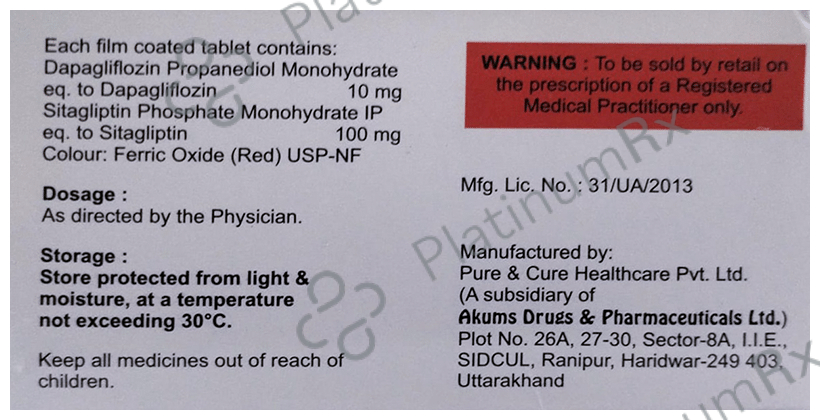 Each film coated tablet contains:
Dapagliflozin Propanediol Monohydrate
eq. to Dapagliflozin 10 mg
Sitagliptin Phosphate Monohydrate IP
eq. to Sitagliptin 100 mg
Colour: Ferric Oxide (Red) USP-NF
Dosage :
As directed by the Physician.
Storage :
Store protected from light &
moisture, at a temperature
not exceeding 30°C.
Keep all medicines out of reach of
children.
WARNING : To be sold by retail on
the prescription of a Registered
Medical Practitioner only.
Mfg. Lic. No. : 31/UA/2013
Manufactured by:
Pure & Cure Healthcare Pvt. Ltd.
(A subsidiary of
Akums Drugs & Pharmaceuticals Ltd.)
Plot No. 26A, 27-30, Sector-8A, I.I.E.,
SIDCUL, Ranipur, Haridwar-249 403,
Uttarakhand
PlatinumRx